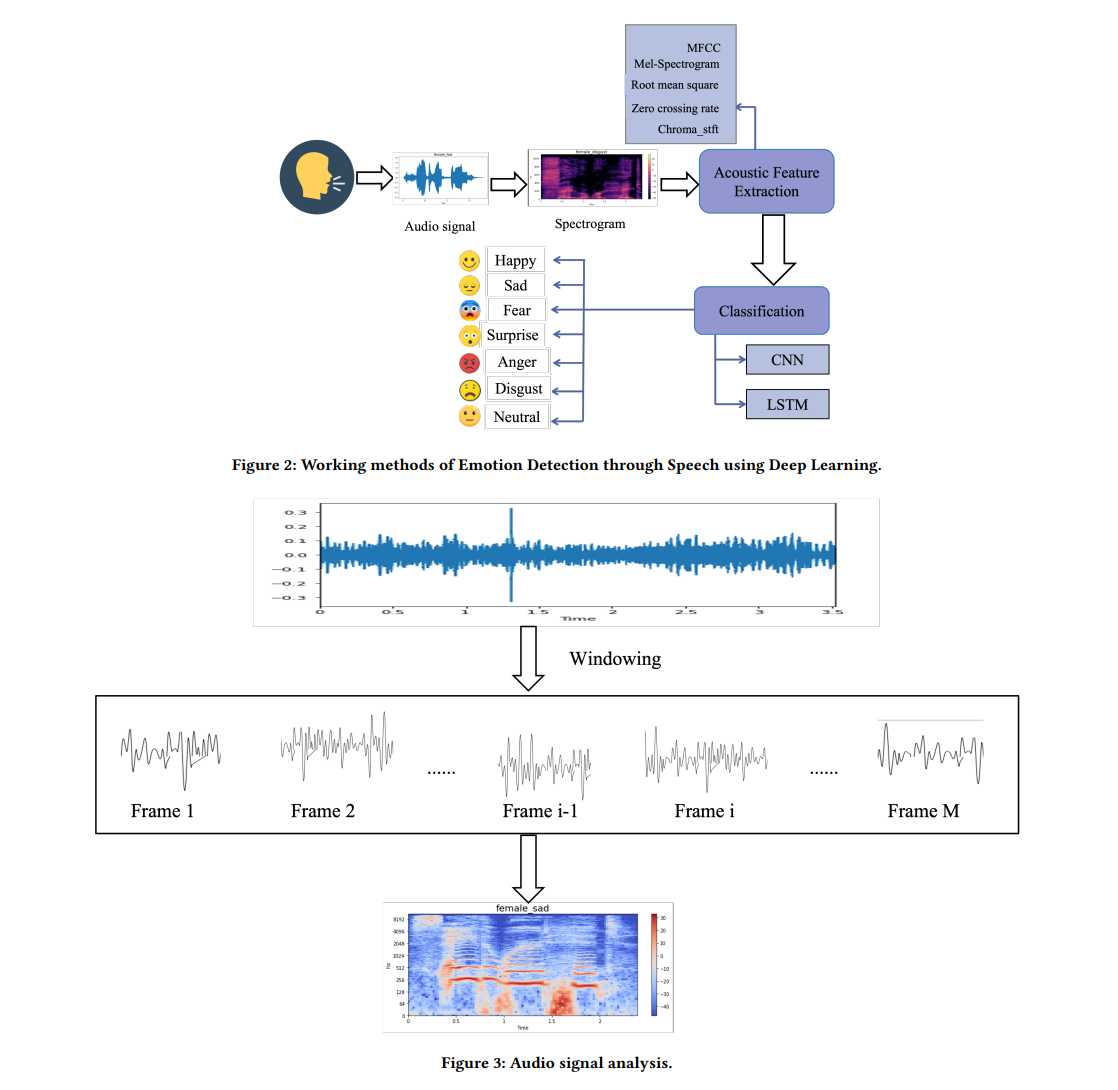 MFCC
Mel-Spectrogram
Root mean square
Zero crossing rate
Chroma_stft
female_fear
female_disgust
Acoustic Feature
Extraction
Audio signal
Spectrogram
Happy
Sad
Fear
Surprise
Anger
Disgust
Neutral
Classification
CNN
LSTM
Figure 2: Working methods of Emotion Detection through Speech using Deep Learning.
0.3
0.2
0.1
0.0
−0.1
−0.2
−0.3
0 0.5 1 1.5 2 2.5 3 3.5
Time
Windowing
...... ......
Frame 1 Frame 2 Frame i-1 Frame i Frame M
female_sad
8192
4096
2048
1024
512
256
128
64
0
Hz
0 0.5 1 1.5 2
Time
30
20
10
0
−10
−20
−30
−40
Figure 3: Audio signal analysis.